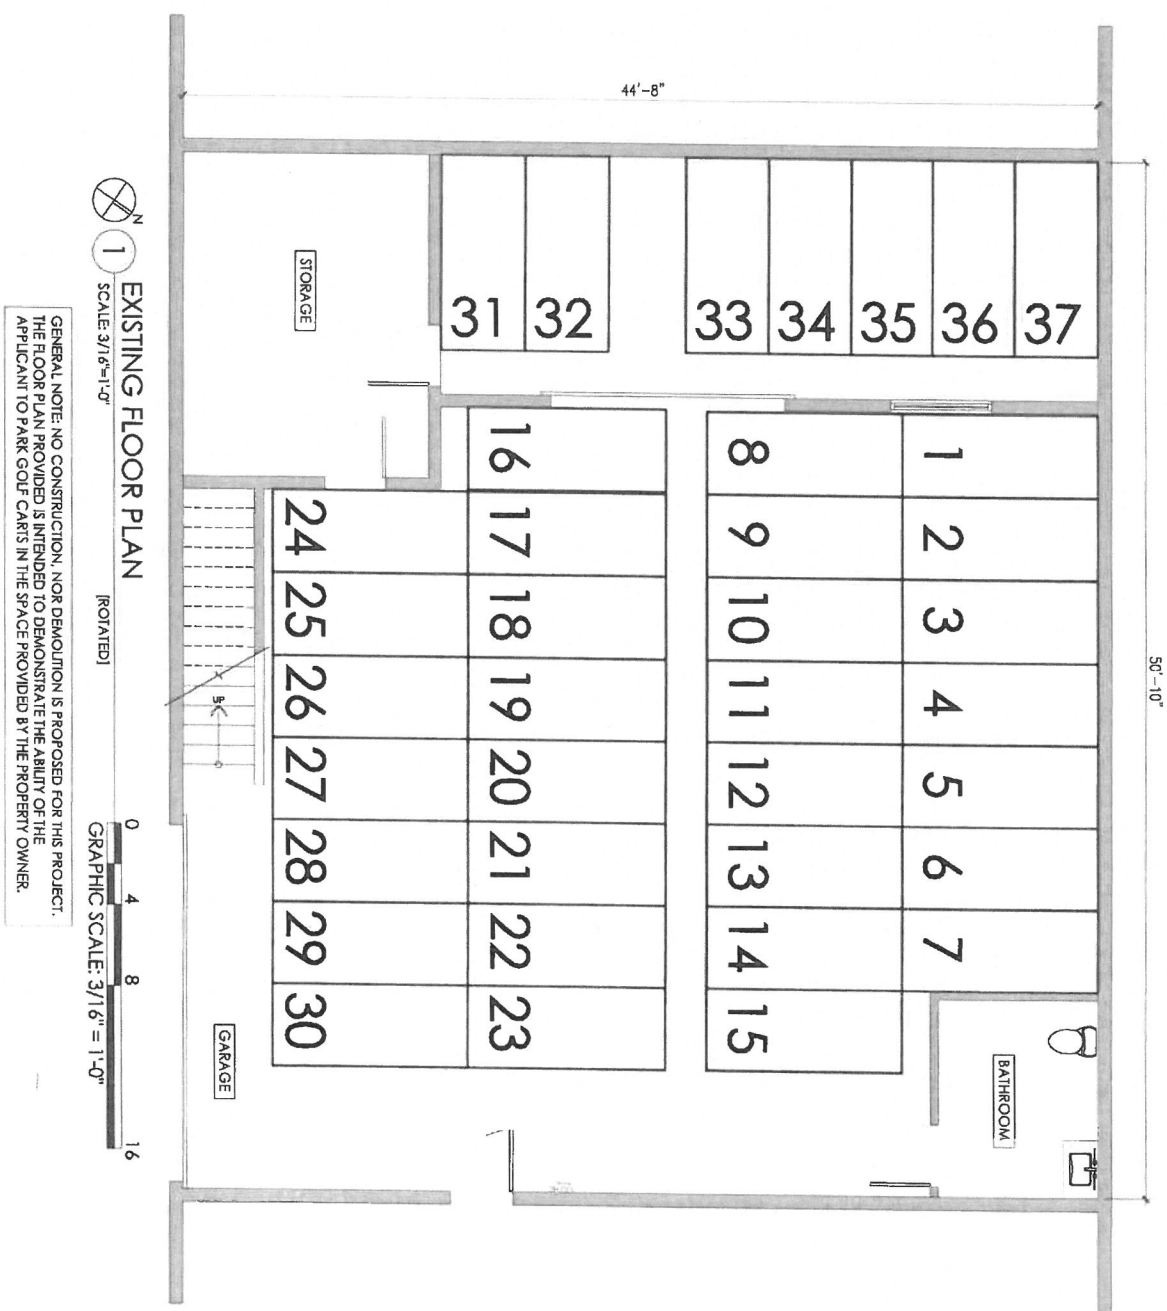 44'-8"
50'-10"
31 32 33 34 35 36 37
STORAGE
16 8 1
24 17 9 2
25 18 10 3
26 19 11 4
27 20 12 5
28 21 13 6
29 22 14 7
30 23 15
UP
GARAGE
BATHROOM
N
1
EXISTING FLOOR PLAN
SCALE: 3/16"=1'-0"
[ROTATED]
0 4 8 16
GRAPHIC SCALE: 3/16" = 1'-0"
GENERAL NOTE: NO CONSTRUCTION, NOR DEMOLITION IS PROPOSED FOR THIS PROJECT.
THE FLOOR PLAN PROVIDED IS INTENDED TO DEMONSTRATE THE ABILITY OF THE
APPLICANT TO PARK GOLF CARTS IN THE SPACE PROVIDED BY THE PROPERTY OWNER.